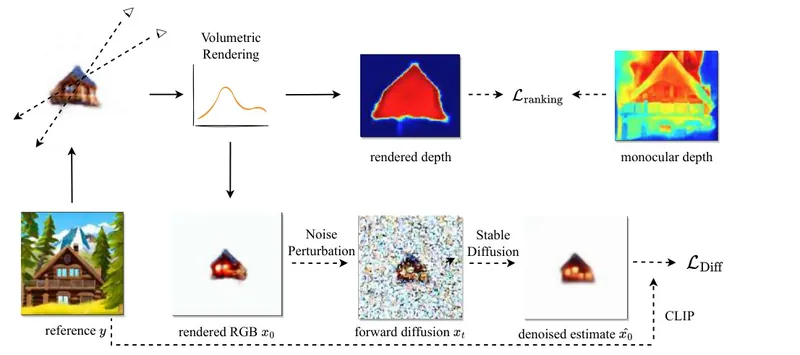 Volumetric
Rendering
ℒranking
rendered depth
monocular depth
Noise
Perturbation
Stable
Diffusion
ℒDiff
CLIP
reference y
rendered RGB x₀
forward diffusion xₜ
denoised estimate x̂₀